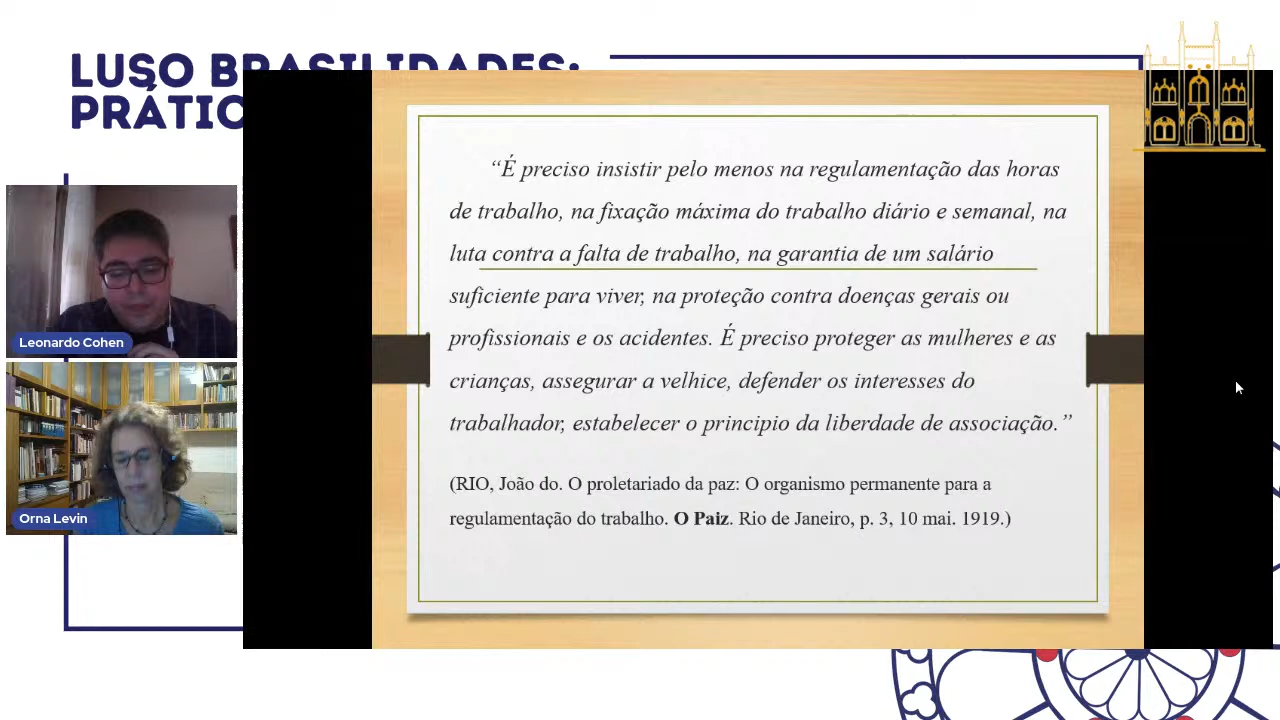 LUSO BRASILIDADES:
PRÁTIC
“É preciso insistir pelo menos na regulamentação das horas
de trabalho, na fixação máxima do trabalho diário e semanal, na
luta contra a falta de trabalho, na garantia de um salário
suficiente para viver, na proteção contra doenças gerais ou
profissionais e os acidentes. É preciso proteger as mulheres e as
crianças, assegurar a velhice, defender os interesses do
trabalhador, estabelecer o principio da liberdade de associação.”
(RIO, João do. O proletariado da paz: O organismo permanente para a
regulamentação do trabalho. O Paiz. Rio de Janeiro, p. 3, 10 mai. 1919.)
Leonardo Cohen
Orna Levin